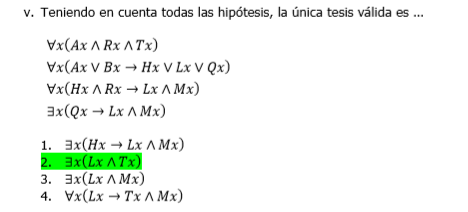 v. Teniendo en cuenta todas las hipótesis, la única tesis válida es ...
∀x(Ax ∧ Rx ∧ Tx)
∀x(Ax ∨ Bx → Hx ∨ Lx ∨ Qx)
∀x(Hx ∧ Rx → Lx ∧ Mx)
∃x(Qx → Lx ∧ Mx)
1. ∃x(Hx → Lx ∧ Mx)
2. ∃x(Lx ∧ Tx)
3. ∃x(Lx ∧ Mx)
4. ∀x(Lx → Tx ∧ Mx)